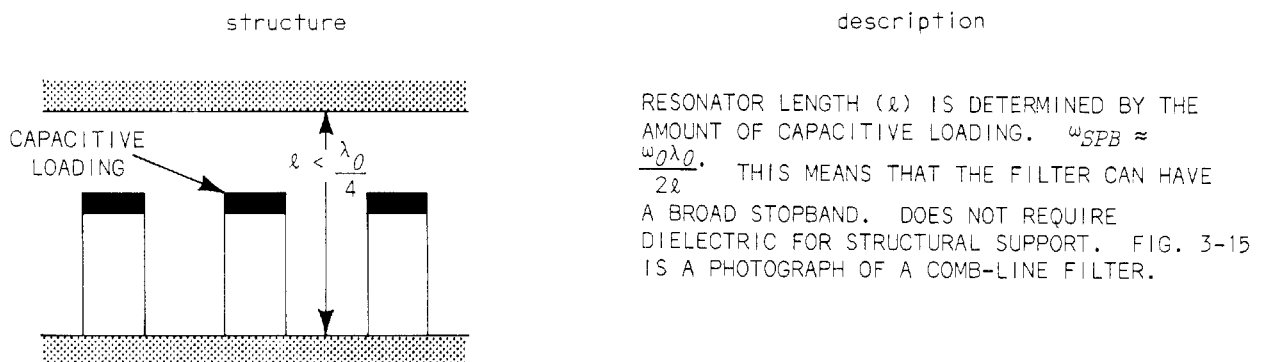 structure
description
CAPACITIVE
LOADING
ℓ < λ0/4
RESONATOR LENGTH (ℓ) IS DETERMINED BY THE
AMOUNT OF CAPACITIVE LOADING. ωSPB ≈
ω0λ0/2ℓ. THIS MEANS THAT THE FILTER CAN HAVE
A BROAD STOPBAND. DOES NOT REQUIRE
DIELECTRIC FOR STRUCTURAL SUPPORT. FIG. 3-15
IS A PHOTOGRAPH OF A COMB-LINE FILTER.